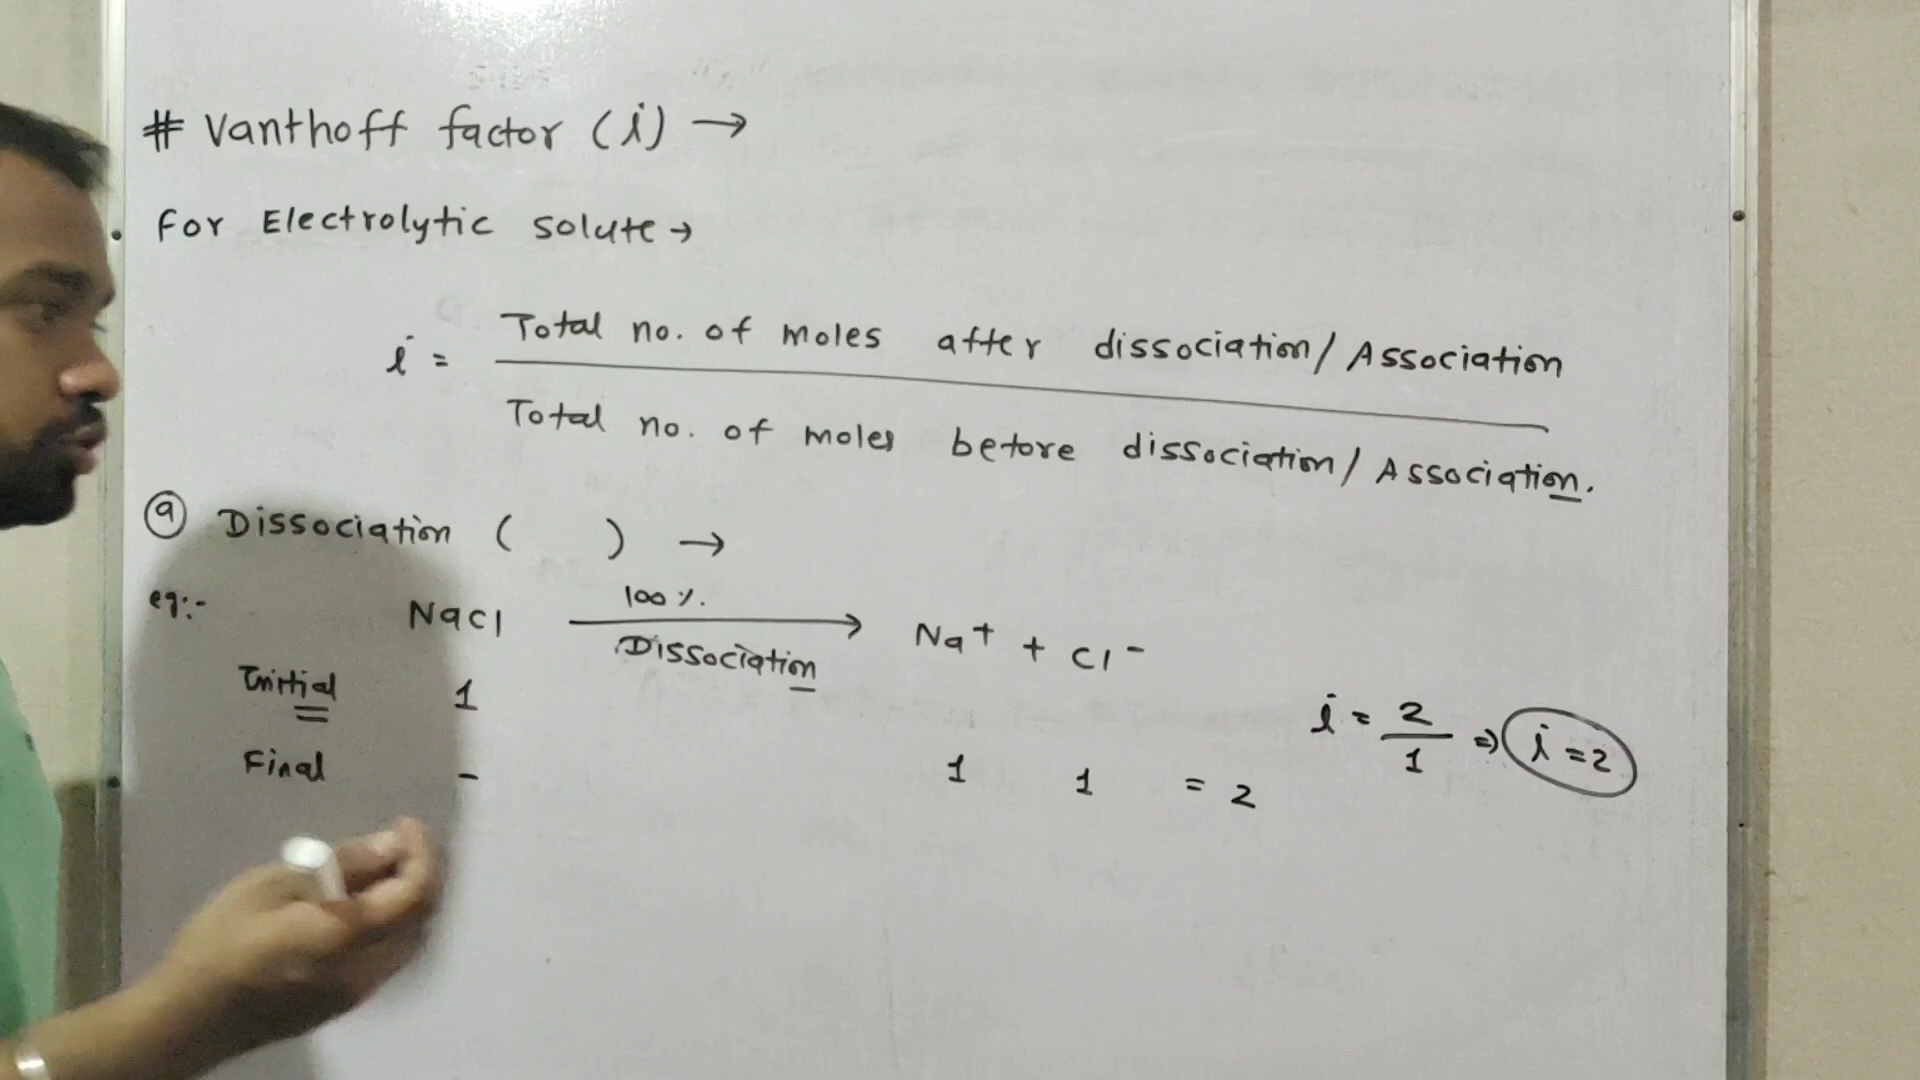 # Vanthoff factor (i) →
For Electrolytic solute →
i = Total no. of moles after dissociation/Association
Total no. of moles before dissociation/Association.
ⓐ Dissociation ( ) →
eg:- NaCl 100% Dissociation → Na+ + Cl-
Initial 1
Final - 1 1 = 2
i = 2/1 ⇒ i = 2